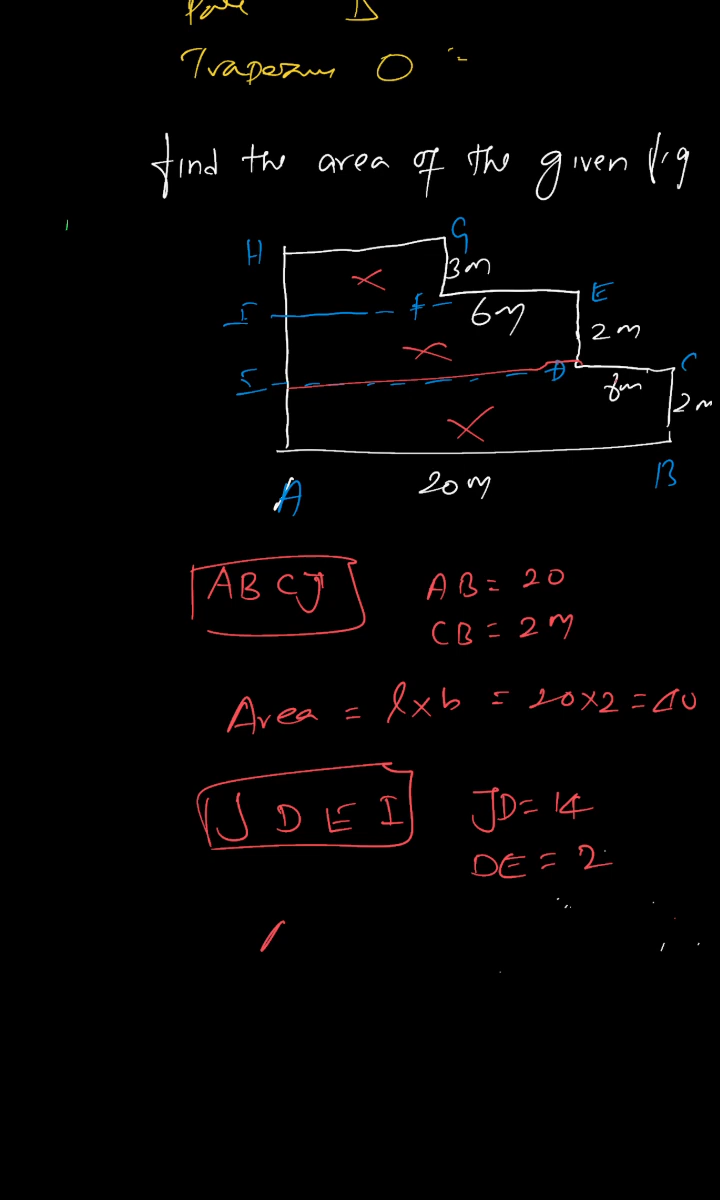 Δ
Trapezium O =
find the area of the given fig
H G
3m
I F 6m E
2m
D C
2m
A 20m B
ABCJ AB = 20
CB = 2M
Area = l×b = 20×2=40
JDEI JD= 14
DE = 2